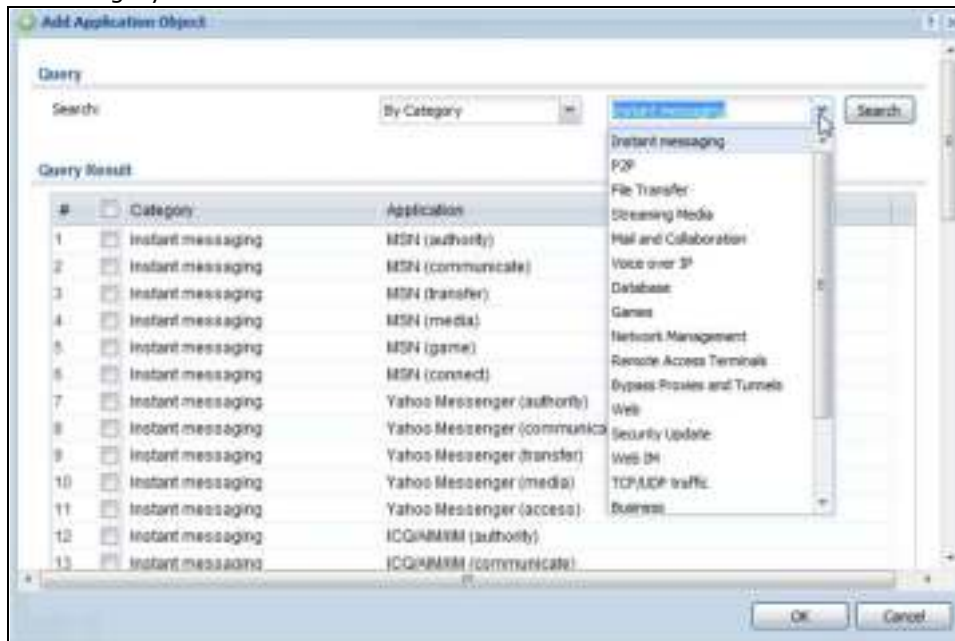 Add Application Object
Query
Search: By Category Instant messaging Search
Instant messaging
P2P
File Transfer
Streaming Media
Mail and Collaboration
Voice over IP
Database
Games
Network Management
Remote Access Terminals
Bypass Proxies and Tunnels
Web
Security Update
Web IM
TCP/UDP traffic
Business
Query Result
# Category Application
1 Instant messaging MSN (authority)
2 Instant messaging MSN (communicate)
3 Instant messaging MSN (transfer)
4 Instant messaging MSN (media)
5 Instant messaging MSN (game)
6 Instant messaging MSN (connect)
7 Instant messaging Yahoo Messenger (authority)
8 Instant messaging Yahoo Messenger (communica
9 Instant messaging Yahoo Messenger (transfer)
10 Instant messaging Yahoo Messenger (media)
11 Instant messaging Yahoo Messenger (access)
12 Instant messaging (authority)
13 Instant messaging (communicate)
OK Cancel